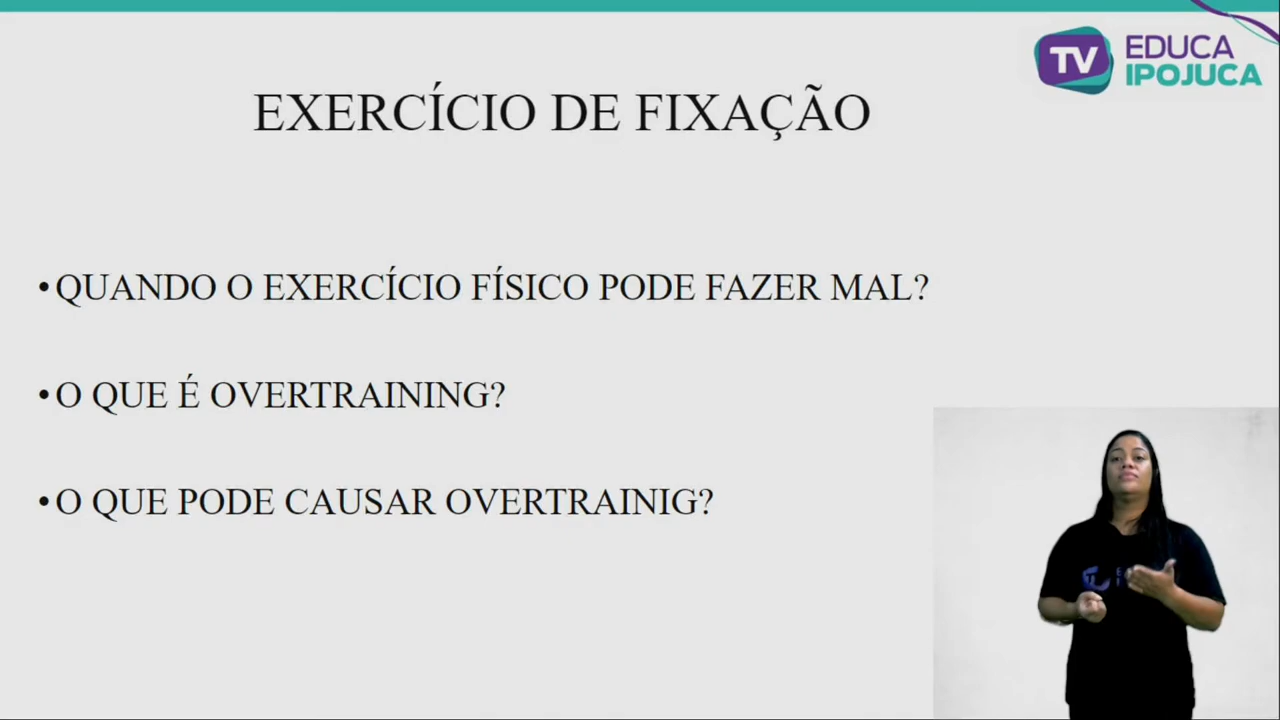 TV EDUCA
IPOJUCA
EXERCÍCIO DE FIXAÇÃO
•QUANDO O EXERCÍCIO FÍSICO PODE FAZER MAL?
•O QUE É OVERTRAINING?
•O QUE PODE CAUSAR OVERTRAINIG?